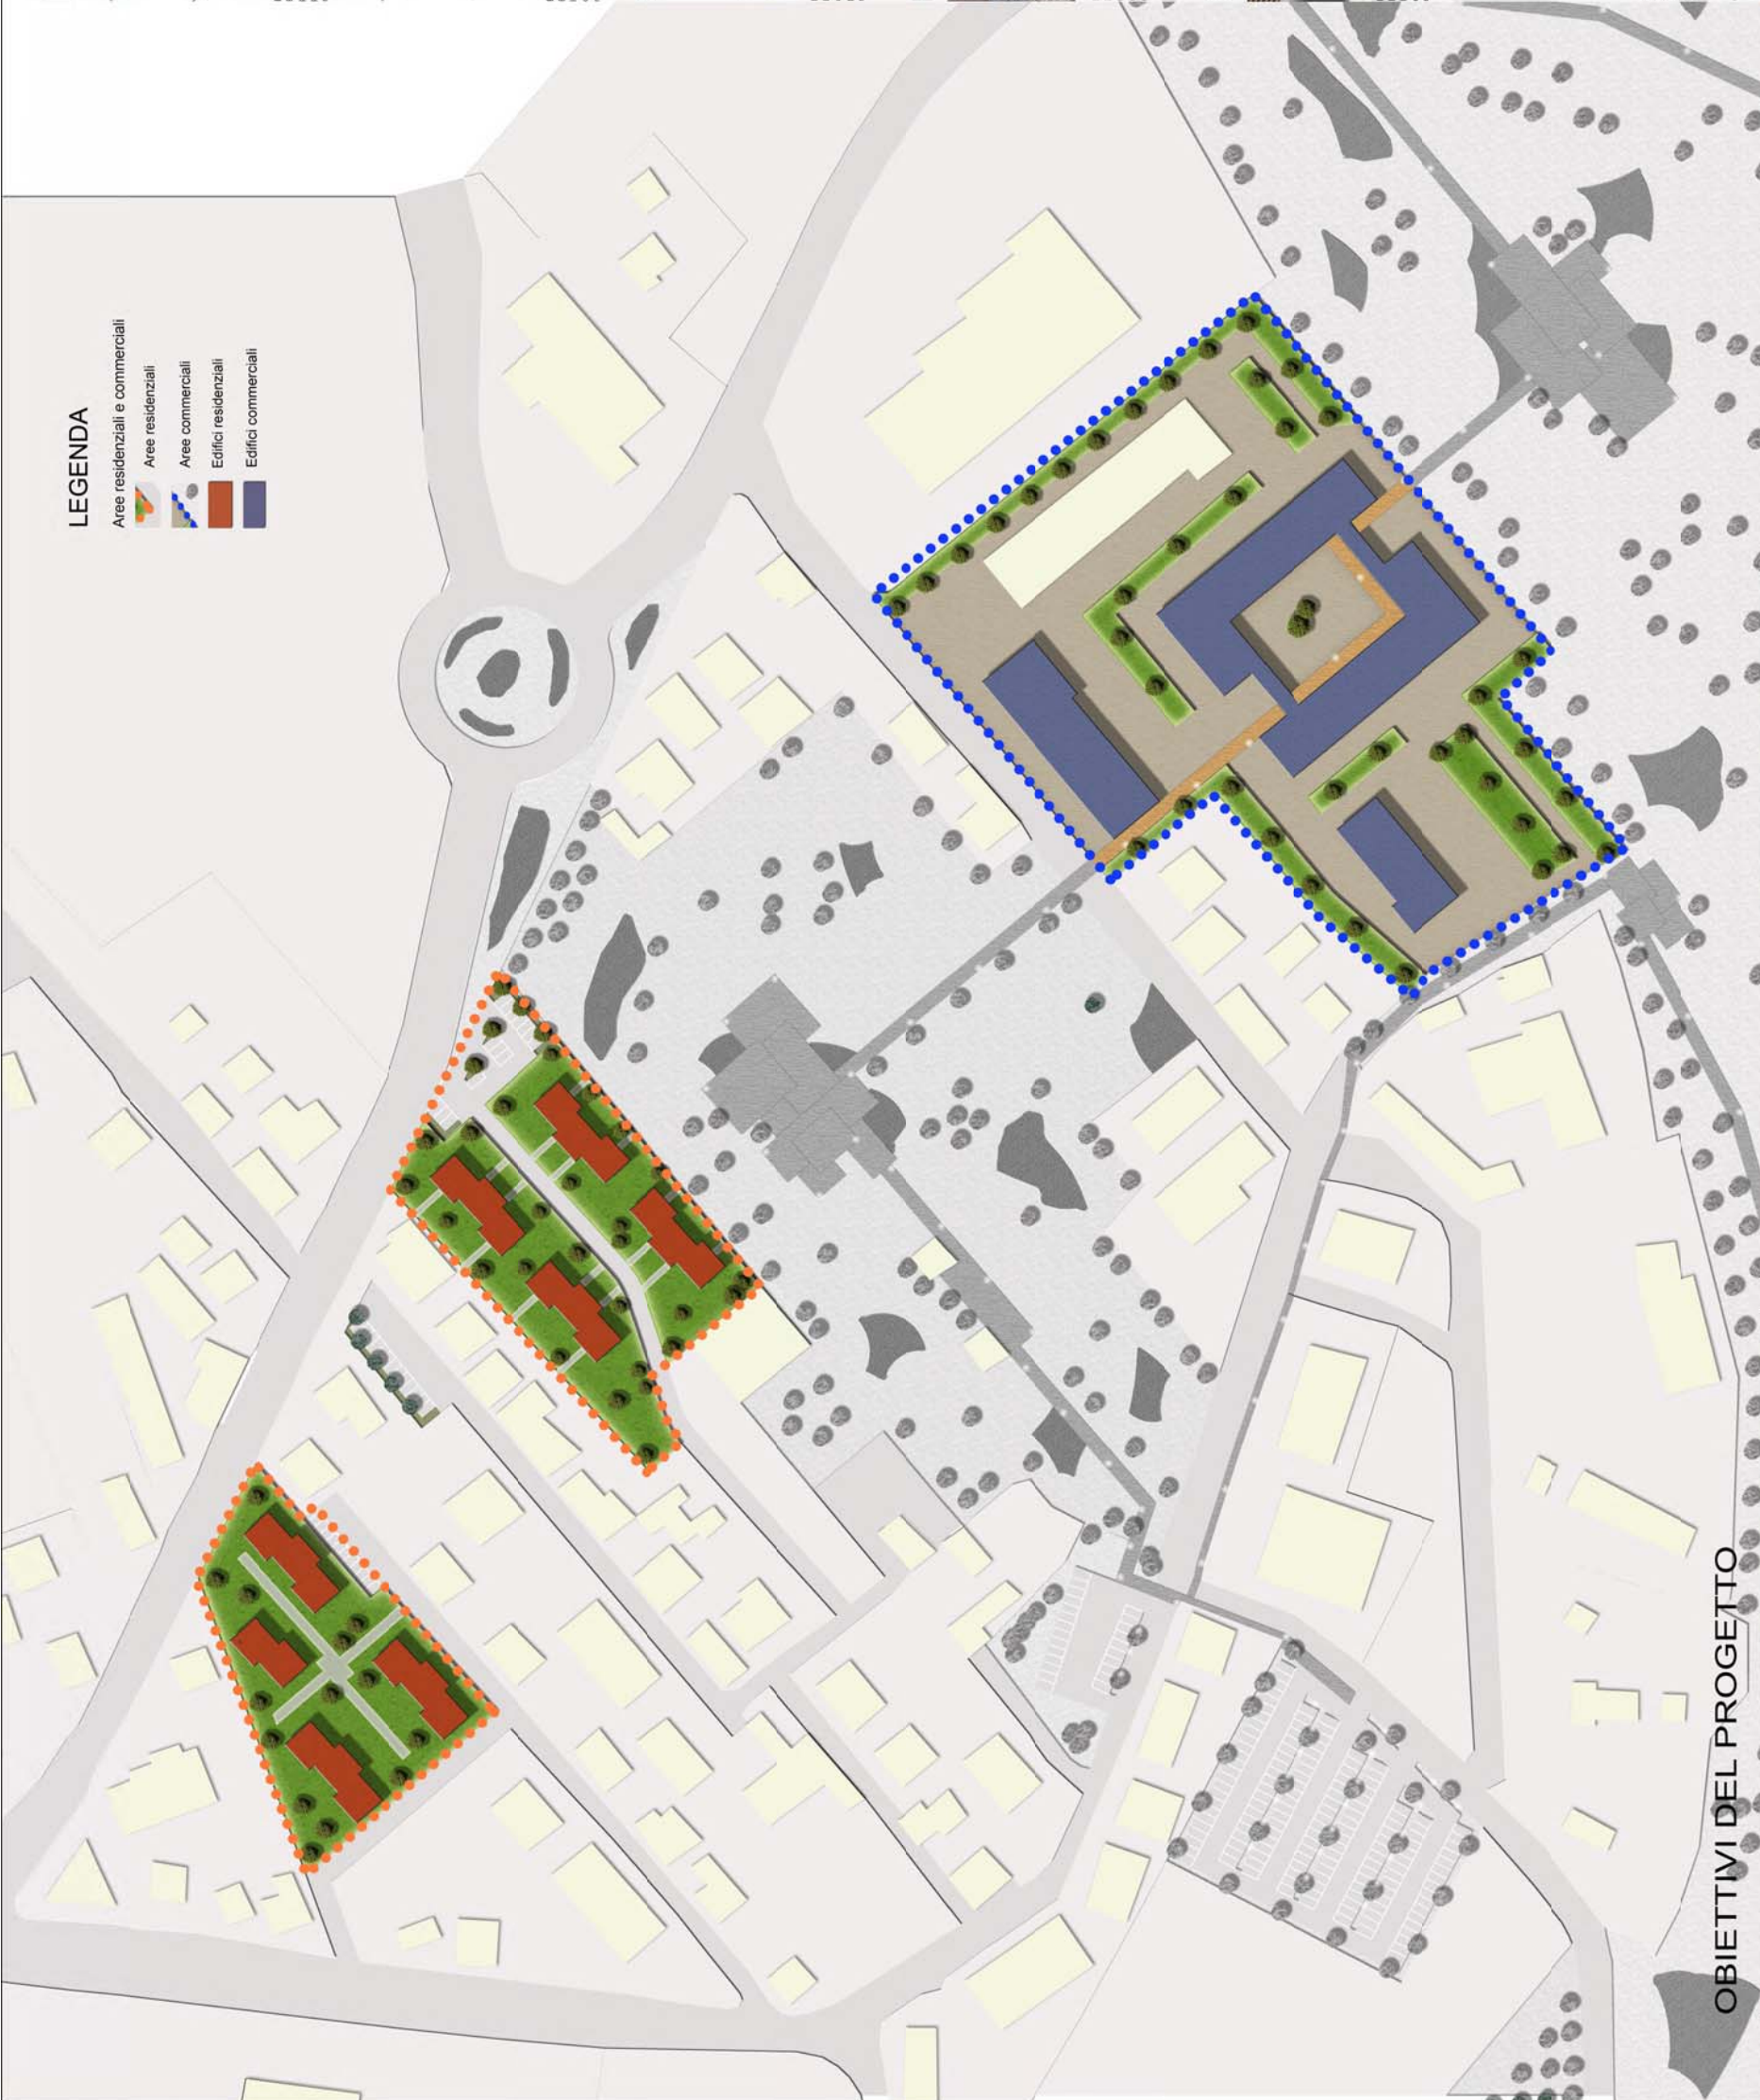 LEGENDA
Aree residenziali e commerciali
Aree residenziali
Aree commerciali
Edifici residenziali
Edifici commerciali
OBIETTIVI DEL PROGETTO